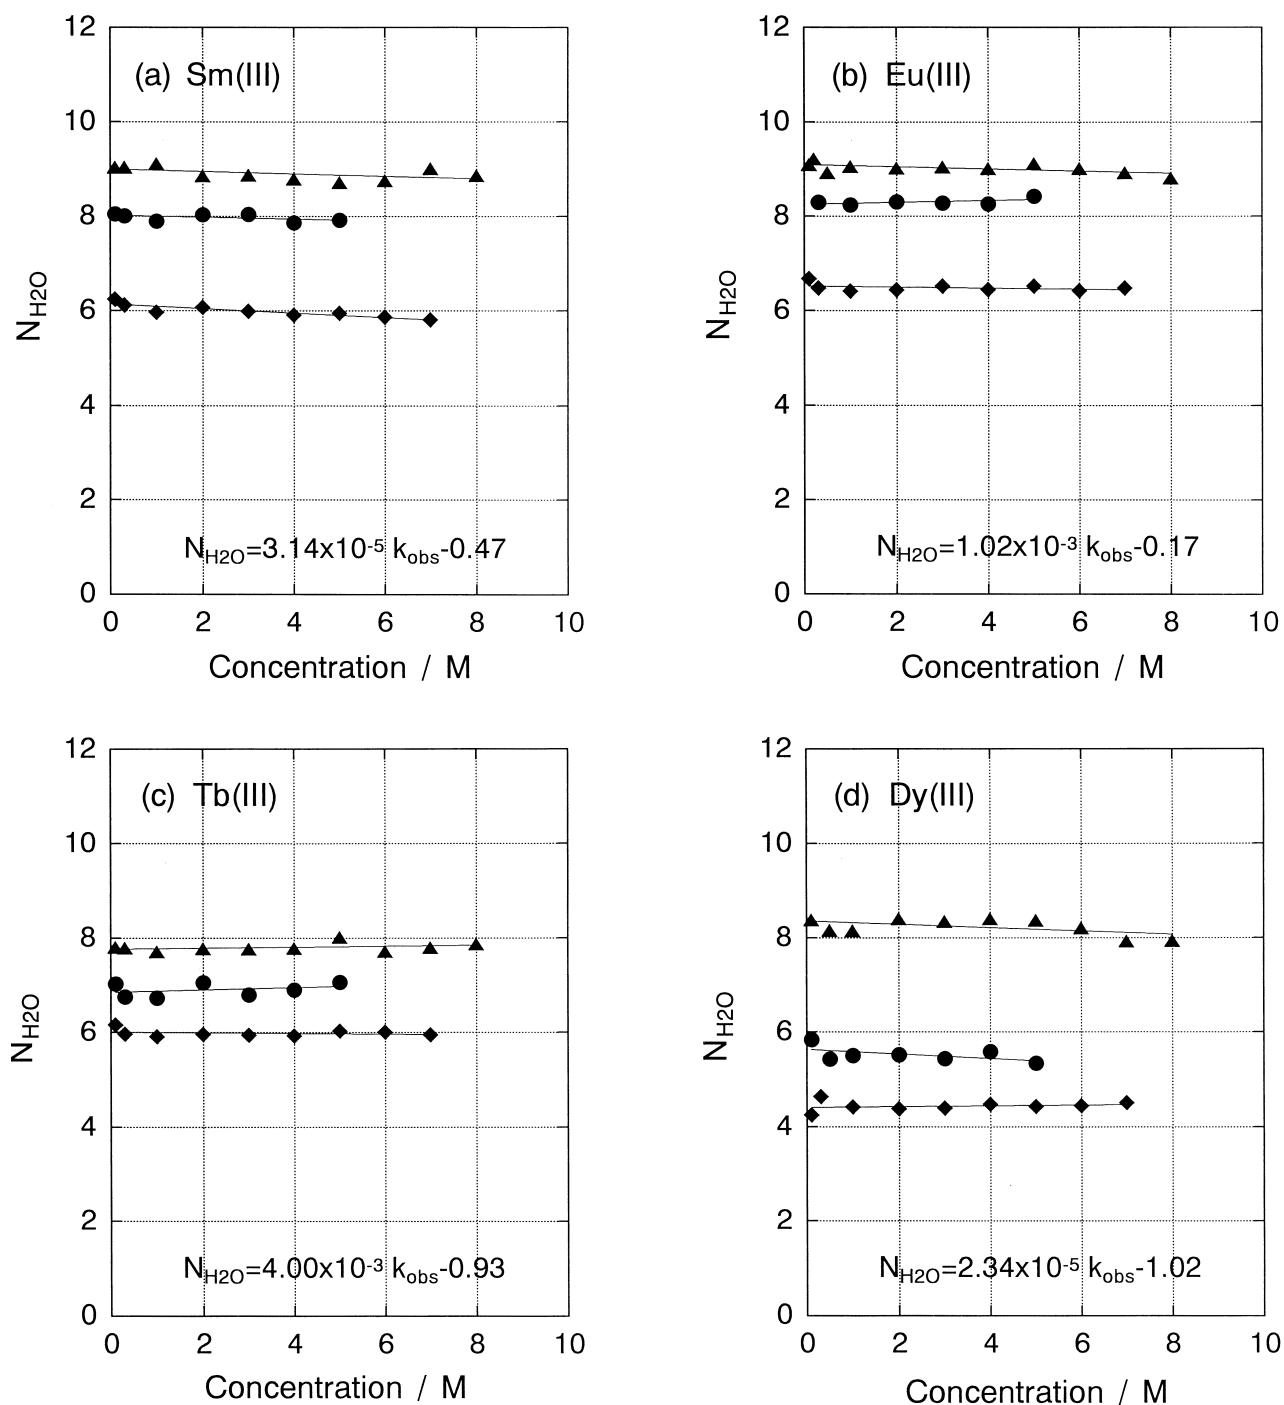 12
10
8
6
4
2
0
N_H2O
(a) Sm(III)
N_H2O=3.14x10^-5 k_obs-0.47
0 2 4 6 8 10
Concentration / M
12
10
8
6
4
2
0
N_H2O
(b) Eu(III)
N_H2O=1.02x10^-3 k_obs-0.17
0 2 4 6 8 10
Concentration / M
12
10
8
6
4
2
0
N_H2O
(c) Tb(III)
N_H2O=4.00x10^-3 k_obs-0.93
0 2 4 6 8 10
Concentration / M
12
10
8
6
4
2
0
N_H2O
(d) Dy(III)
N_H2O=2.34x10^-5 k_obs-1.02
0 2 4 6 8 10
Concentration / M